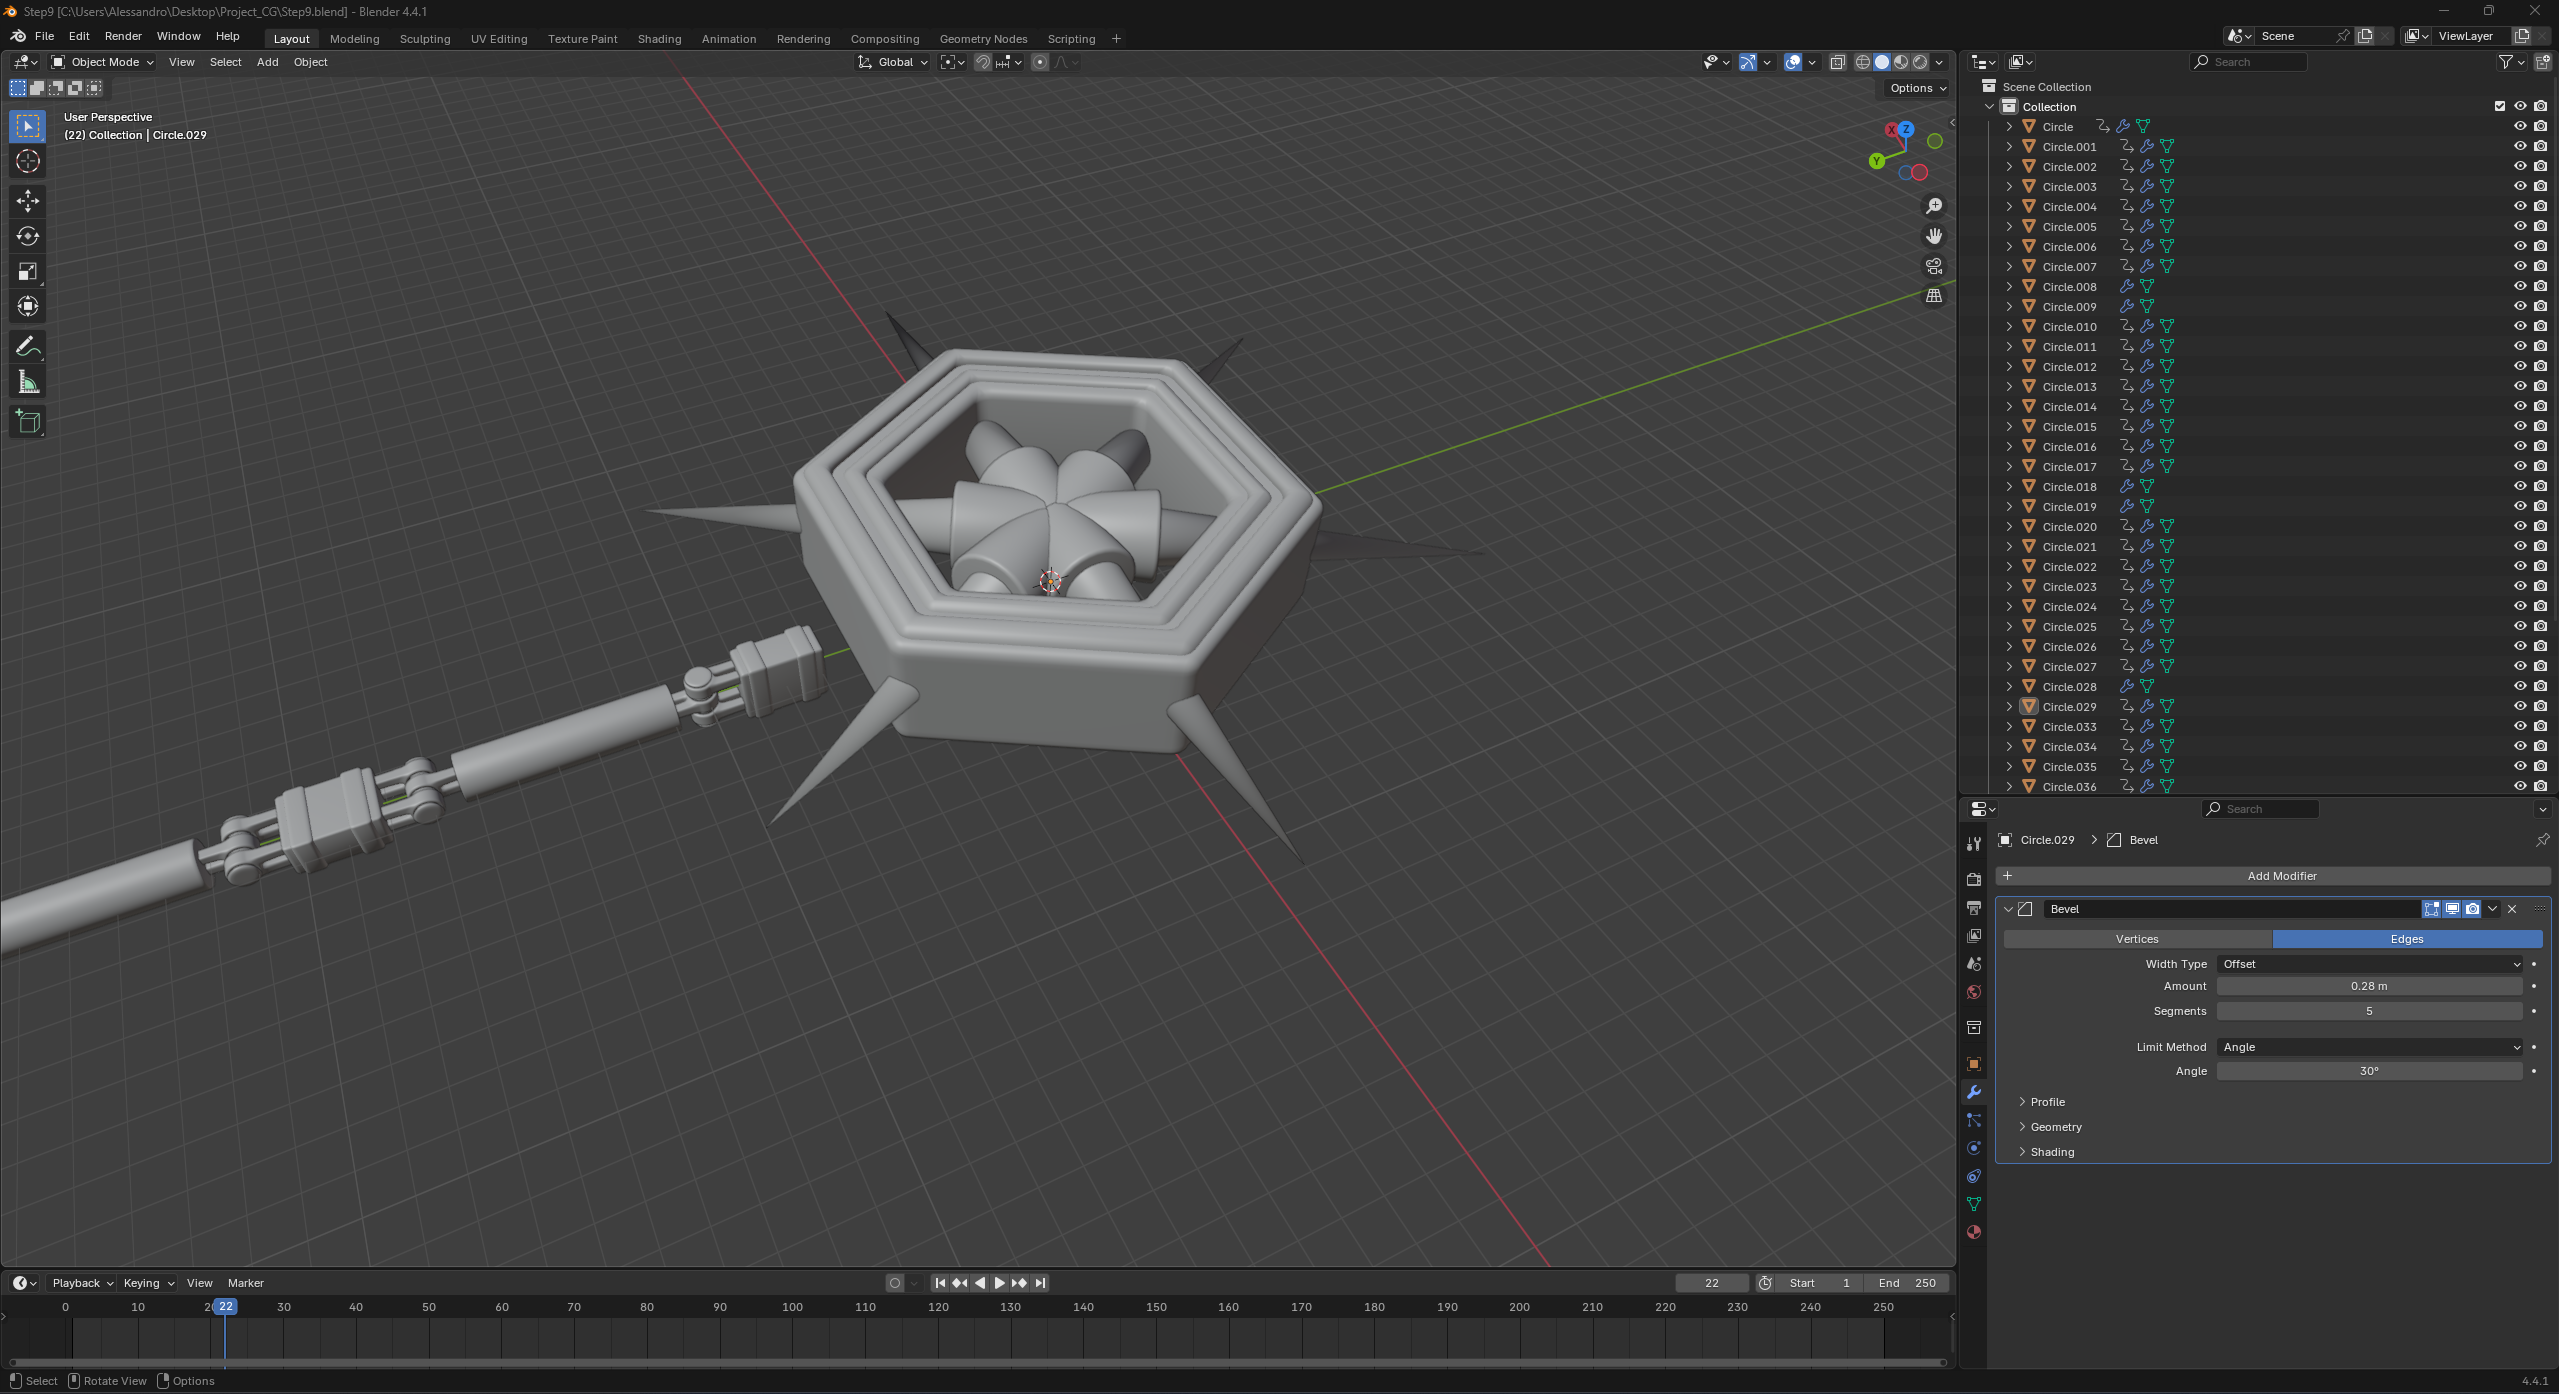 Step9 [C:\Users\Alessandro\Desktop\Project_CG\Step9.blend] - Blender 4.4.1
File Edit Render Window Help Layout Modeling Sculpting UV Editing Texture Paint Shading Animation Rendering Compositing Geometry Nodes Scripting + Scene ViewLayer
Object Mode View Select Add Object Global Search
Options
User Perspective
(22) Collection | Circle.029
X Z
Y
Scene Collection
Collection
Circle
Circle.001
Circle.002
Circle.003
Circle.004
Circle.005
Circle.006
Circle.007
Circle.008
Circle.009
Circle.010
Circle.011
Circle.012
Circle.013
Circle.014
Circle.015
Circle.016
Circle.017
Circle.018
Circle.019
Circle.020
Circle.021
Circle.022
Circle.023
Circle.024
Circle.025
Circle.026
Circle.027
Circle.028
Circle.029
Circle.033
Circle.034
Circle.035
Circle.036
Search
Circle.029 > Bevel
+ Add Modifier
Bevel
Vertices Edges
Width Type Offset
Amount 0.28 m
Segments 5
Limit Method Angle
Angle 30°
Profile
Geometry
Shading
Playback Keying View Marker 22 Start 1 End 250
0 10 22 30 40 50 60 70 80 90 100 110 120 130 140 150 160 170 180 190 200 210 220 230 240 250
Select Rotate View Options 4.4.1